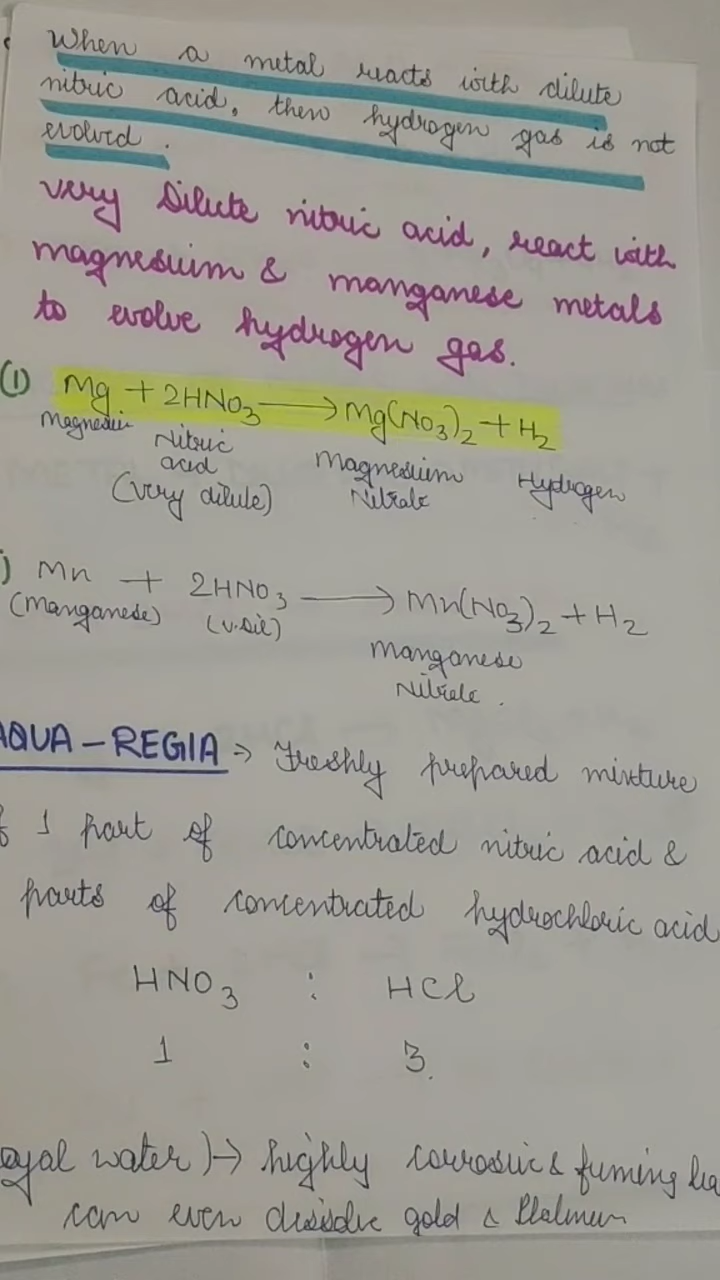 When a metal reacts with dilute
nitric acid, then hydrogen gas is not
evolved.
very Dilute nitric acid, react with
magnesium & manganese metals
to evolve hydrogen gas.
(1) Mg + 2HNO₃ → Mg(NO₃)₂ + H₂
Magnesium Nitric acid (very dilute) Magnesium Nitrate Hydrogen
) Mn + 2HNO₃ → Mn(NO₃)₂ + H₂
(Manganese) (v.dil) Manganese Nitrate.
AQUA-REGIA → Freshly prepared mixture
f 1 part of concentrated nitric acid &
parts of concentrated hydrochloric acid
HNO₃ : HCl
1 : 3.
oyal water) → highly corrosive & fuming
can even dissolve gold & Platinum